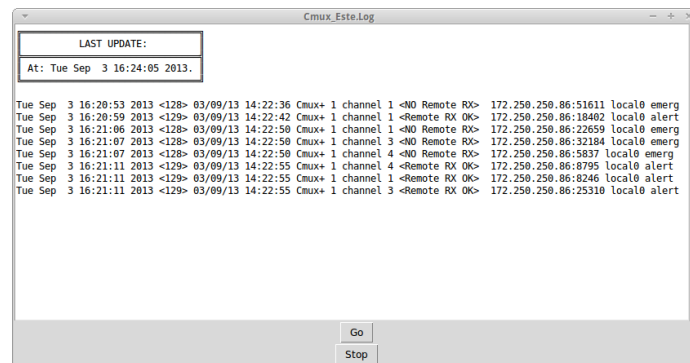 Cmux_Este.Log
LAST UPDATE:
At: Tue Sep  3 16:24:05 2013.
Tue Sep  3 16:20:53 2013 <128> 03/09/13 14:22:36 Cmux+ 1 channel 1 <NO Remote RX>  172.250.250.86:51611 local0 emerg
Tue Sep  3 16:20:59 2013 <129> 03/09/13 14:22:42 Cmux+ 1 channel 1 <Remote RX OK>  172.250.250.86:18402 local0 alert
Tue Sep  3 16:21:06 2013 <128> 03/09/13 14:22:50 Cmux+ 1 channel 1 <NO Remote RX>  172.250.250.86:22659 local0 emerg
Tue Sep  3 16:21:07 2013 <128> 03/09/13 14:22:50 Cmux+ 1 channel 3 <NO Remote RX>  172.250.250.86:32184 local0 emerg
Tue Sep  3 16:21:07 2013 <128> 03/09/13 14:22:50 Cmux+ 1 channel 4 <NO Remote RX>  172.250.250.86:5837 local0 emerg
Tue Sep  3 16:21:11 2013 <129> 03/09/13 14:22:55 Cmux+ 1 channel 4 <Remote RX OK>  172.250.250.86:8795 local0 alert
Tue Sep  3 16:21:11 2013 <129> 03/09/13 14:22:55 Cmux+ 1 channel 1 <Remote RX OK>  172.250.250.86:8246 local0 alert
Tue Sep  3 16:21:11 2013 <129> 03/09/13 14:22:55 Cmux+ 1 channel 3 <Remote RX OK>  172.250.250.86:25310 local0 alert
Go
Stop